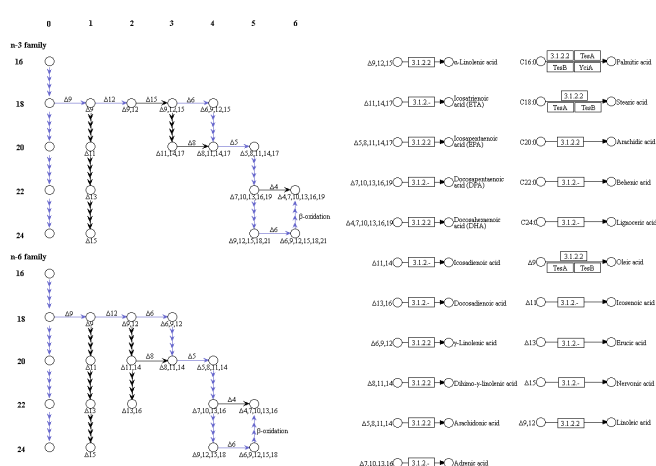 0 1 2 3 4 5 6
n-3 family
16
18 Δ9 Δ12 Δ15 Δ6
Δ9 Δ9,12 Δ9,12,15 Δ6,9,12,15
Δ8 Δ5
20 Δ11 Δ11,14,17 Δ8,11,14,17 Δ5,8,11,14,17
Δ4
22 Δ13 Δ7,10,13,16,19 Δ4,7,10,13,16,19
β-oxidation
Δ6
24 Δ15 Δ9,12,15,18,21 Δ6,9,12,15,18,21
n-6 family
16
18 Δ9 Δ12 Δ6
Δ9 Δ9,12 Δ6,9,12
Δ8 Δ5
20 Δ11 Δ11,14 Δ8,11,14 Δ5,8,11,14
Δ4
22 Δ13 Δ13,16 Δ7,10,13,16 Δ4,7,10,13,16
β-oxidation
Δ6
24 Δ15 Δ9,12,15,18 Δ6,9,12,15,18
Δ9,12,15 3.1.2.2 α-Linolenic acid
Δ11,14,17 3.1.2.- Icosatrienoic acid (ETA)
Δ5,8,11,14,17 3.1.2.2 Icosapentaenoic acid (EPA)
Δ7,10,13,16,19 3.1.2.- Docosapentaenoic acid (DPA)
Δ4,7,10,13,16,19 3.1.2.2 Docosahexaenoic acid (DHA)
Δ11,14 3.1.2.- Icosadienoic acid
Δ13,16 3.1.2.- Docosadienoic acid
Δ6,9,12 3.1.2.2 γ-Linolenic acid
Δ8,11,14 3.1.2.2 Dihimo-γ-linolenic acid
Δ5,8,11,14 3.1.2.2 Arachidonic acid
Δ7,10,13,16 3.1.2.- Adrenic acid
C16:0 3.1.2.2 TesA TesB YciA Palmitic acid
C18:0 3.1.2.2 TesA TesB Stearic acid
C20:0 3.1.2.2 Arachidic acid
C22:0 3.1.2.- Behenic acid
C24:0 3.1.2.- Lignoceric acid
Δ9 3.1.2.2 TesA TesB Oleic acid
Δ11 3.1.2.- Icosenoic acid
Δ13 3.1.2.- Erucic acid
Δ15 3.1.2.- Nervonic acid
Δ9,12 3.1.2.2 Linoleic acid